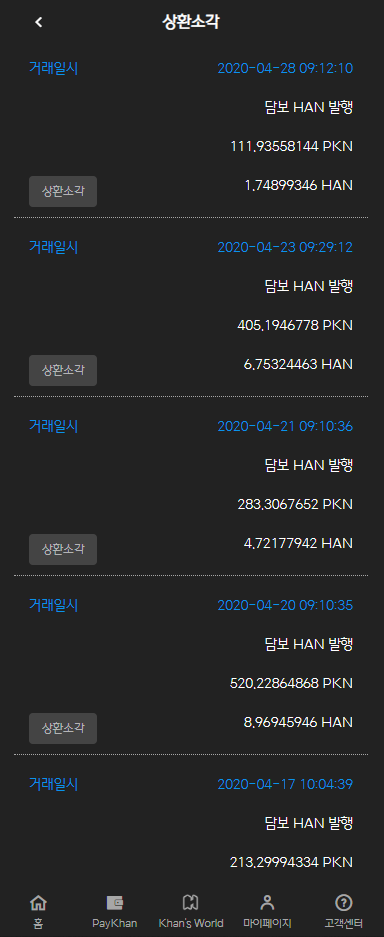 상환소각
거래일시 2020-04-28 09:12:10
담보 HAN 발행
111.93558144 PKN
상환소각 1.74899346 HAN
거래일시 2020-04-23 09:29:12
담보 HAN 발행
405.1946778 PKN
상환소각 6.75324463 HAN
거래일시 2020-04-21 09:10:36
담보 HAN 발행
283.3067652 PKN
상환소각 4.72177942 HAN
거래일시 2020-04-20 09:10:35
담보 HAN 발행
520.22864868 PKN
상환소각 8.96945946 HAN
거래일시 2020-04-17 10:04:39
담보 HAN 발행
213.29994334 PKN
홈 PayKhan Khan's World 마이페이지 고객센터